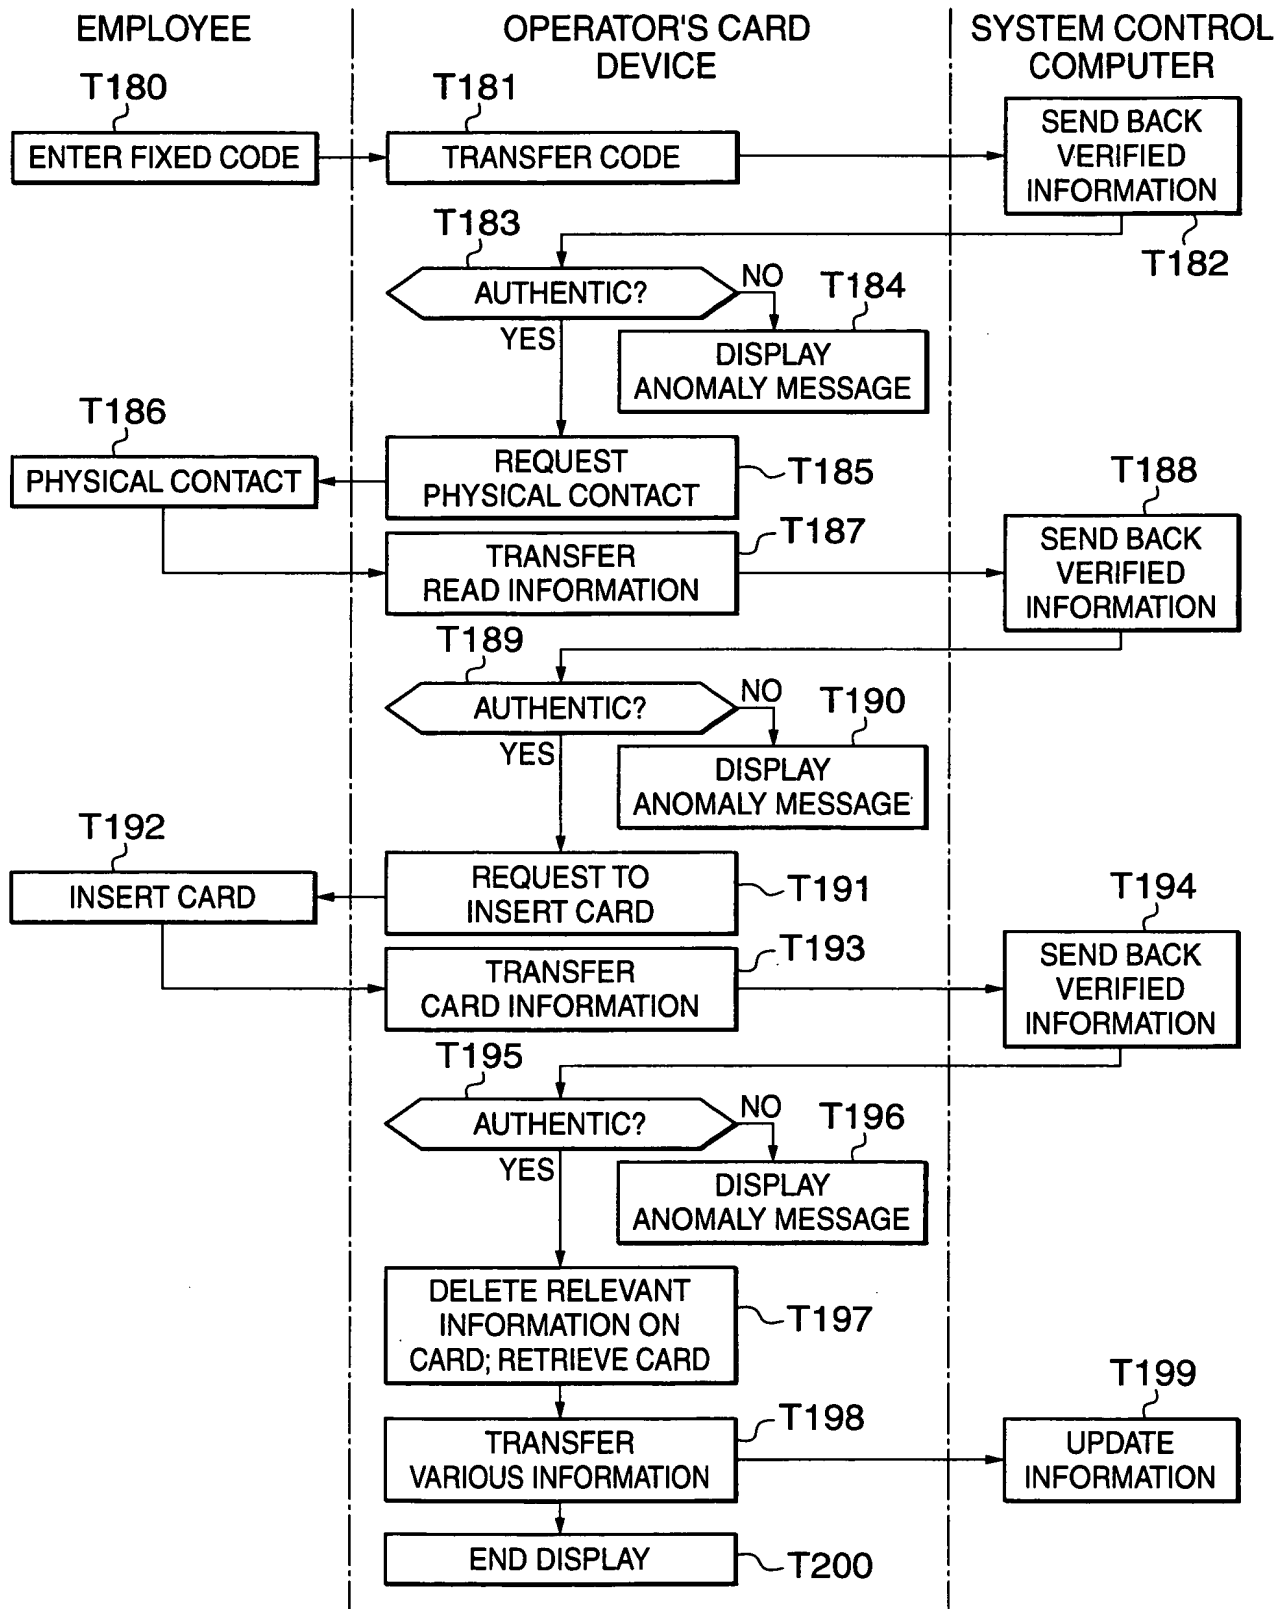 EMPLOYEE
OPERATOR'S CARD
DEVICE
SYSTEM CONTROL
COMPUTER
T180
ENTER FIXED CODE
T181
TRANSFER CODE
SEND BACK
VERIFIED
INFORMATION
T182
T183
AUTHENTIC?
NO
YES
T184
DISPLAY
ANOMALY MESSAGE
T186
PHYSICAL CONTACT
REQUEST
PHYSICAL CONTACT
T185
T187
TRANSFER
READ INFORMATION
T188
SEND BACK
VERIFIED
INFORMATION
T189
AUTHENTIC?
NO
YES
T190
DISPLAY
ANOMALY MESSAGE
T192
INSERT CARD
REQUEST TO
INSERT CARD
T191
T193
TRANSFER
CARD INFORMATION
T194
SEND BACK
VERIFIED
INFORMATION
T195
AUTHENTIC?
NO
YES
T196
DISPLAY
ANOMALY MESSAGE
DELETE RELEVANT
INFORMATION ON
CARD; RETRIEVE CARD
T197
T198
TRANSFER
VARIOUS INFORMATION
T199
UPDATE
INFORMATION
END DISPLAY
T200